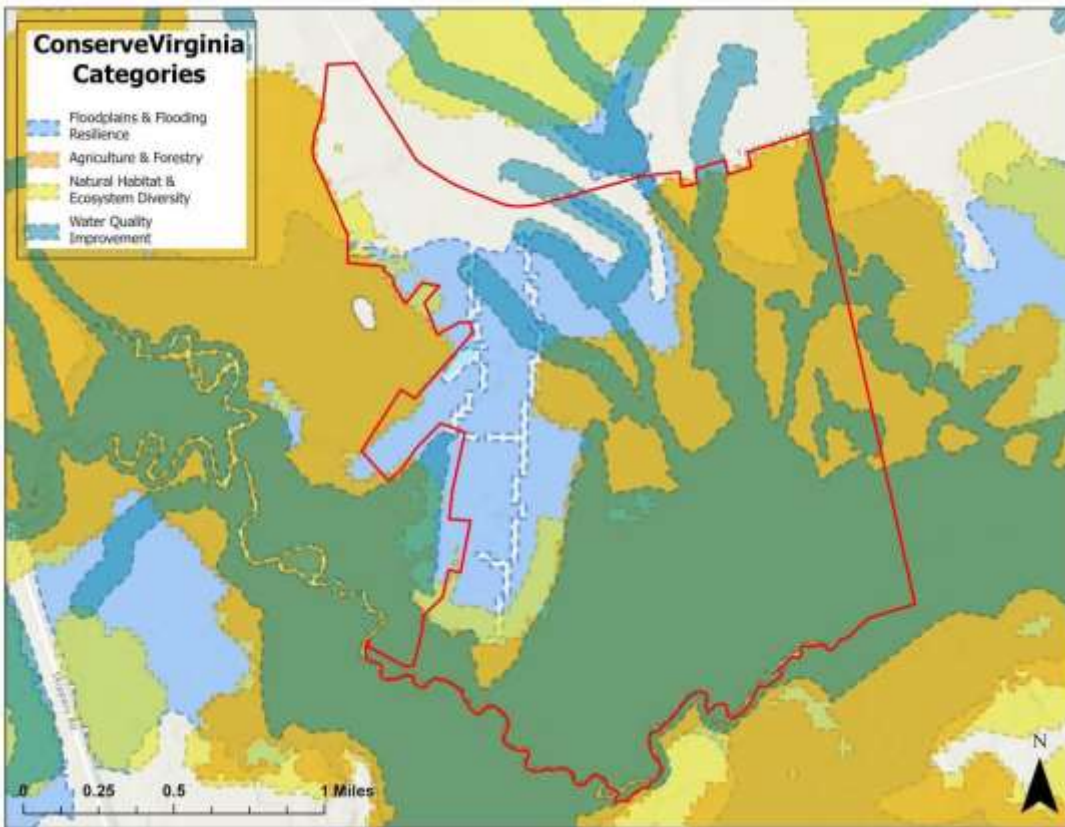 ConserveVirginia
Categories
Floodplains & Flooding
Resilience
Agriculture & Forestry
Natural Habitat &
Ecosystem Diversity
Water Quality
Improvement
N
0 0.25 0.5 1 Miles